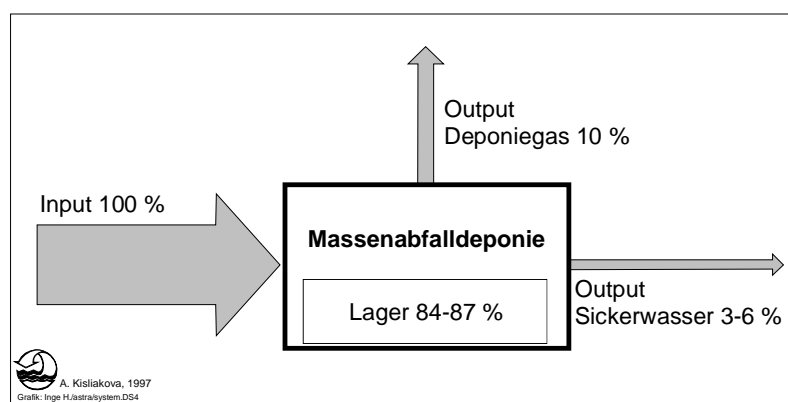 Output
Deponiegas 10 %
Input 100 %
Massenabfalldeponie
Lager 84-87 %
Output
Sickerwasser 3-6 %
A. Kisliakova, 1997
Grafik: Inge H./astra/system.DS4